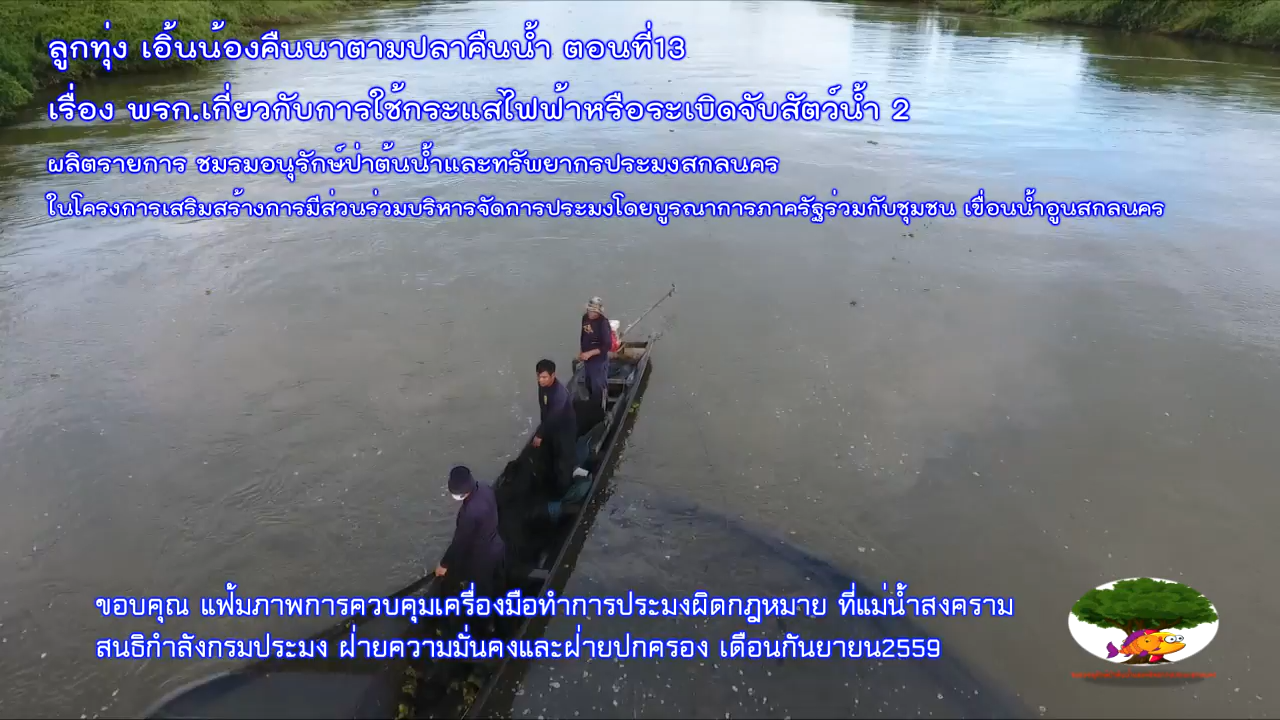 ลูกทุ่ง เอิ้นน้องคืนนาตามปลาคืนน้ำ ตอนที่13
เรื่อง พรก.เกี่ยวกับการใช้กระแสไฟฟ้าหรือระเบิดจับสัตว์น้ำ 2
ผลิตรายการ ชมรมอนุรักษ์ป่าต้นน้ำและทรัพยากรประมงสกลนคร
ในโครงการเสริมสร้างการมีส่วนร่วมบริหารจัดการประมงโดยบูรณาการภาครัฐร่วมกับชุมชน เขื่อนน้ำอูนสกลนคร
ขอบคุณ แฟ้มภาพการควบคุมเครื่องมือทำการประมงผิดกฎหมาย ที่แม่น้ำสงคราม
สนธิกำลังกรมประมง ฝ่ายความมั่นคงและฝ่ายปกครอง เดือนกันยายน2559